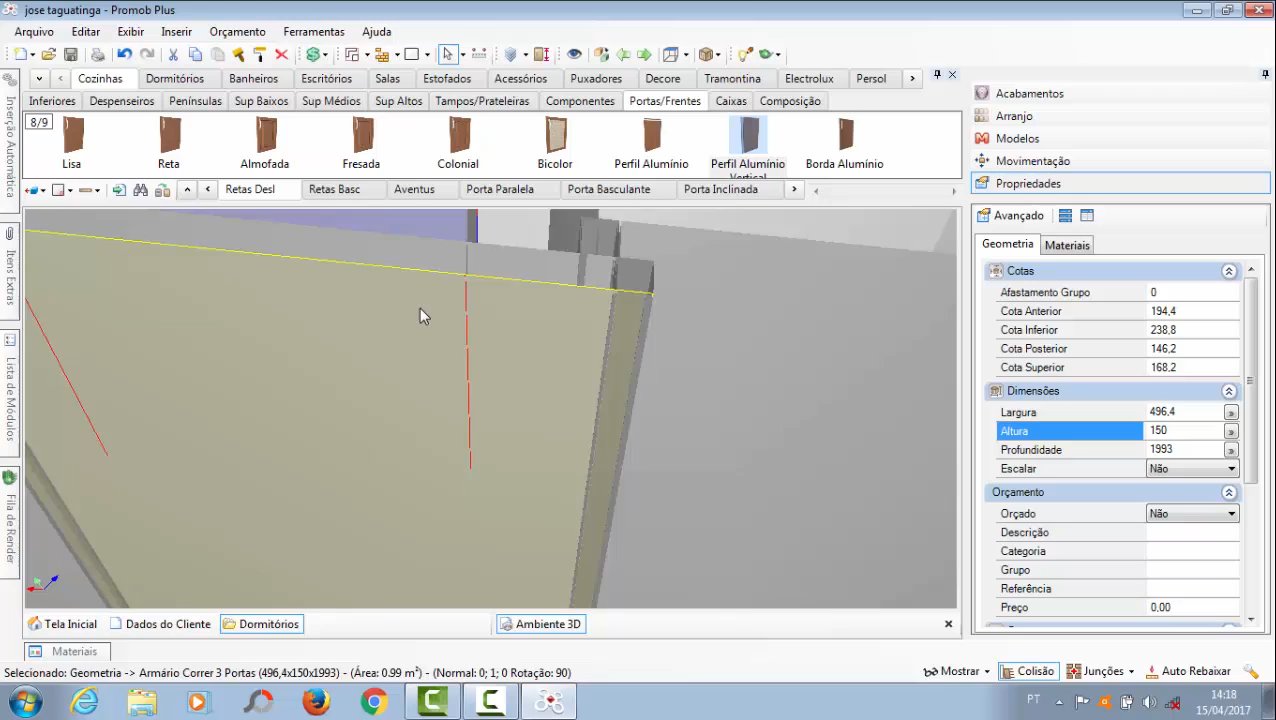 jose taguatinga - Promob Plus
Arquivo Editar Exibir Inserir Orçamento Ferramentas Ajuda
Cozinhas Dormitórios Banheiros Escritórios Salas Estofados Acessórios Puxadores Decore Tramontina Electrolux Persol
Inferiores Despenseiros Penínsulas Sup Baixos Sup Médios Sup Altos Tampos/Prateleiras Componentes Portas/Frentes Caixas Composição
8/9
Lisa Reta Almofada Fresada Colonial Bicolor Perfil Alumínio Perfil Alumínio Borda Alumínio
Vertical
Retas Desl Retas Basc Aventus Porta Paralela Porta Basculante Porta Inclinada
Inserção Automática
Itens Extras
Lista de Módulos
Fila de Render
Acabamentos
Arranjo
Modelos
Movimentação
Propriedades
Avançado
Geometria Materiais
Cotas
Afastamento Grupo 0
Cota Anterior 194,4
Cota Inferior 238,8
Cota Posterior 146,2
Cota Superior 168,2
Dimensões
Largura 496,4
Altura 150
Profundidade 1993
Escalar Não
Orçamento
Orçado Não
Descrição
Categoria
Grupo
Referência
Preço 0,00
Tela Inicial Dados do Cliente Dormitórios Ambiente 3D
Materiais
Selecionado: Geometria -> Armário Correr 3 Portas (496,4x150x1993) - (Área: 0.99 m²) - (Normal: 0; 1; 0 Rotação: 90) Mostrar Colisão Junções Auto Rebaixar
PT 14:18
15/04/2017